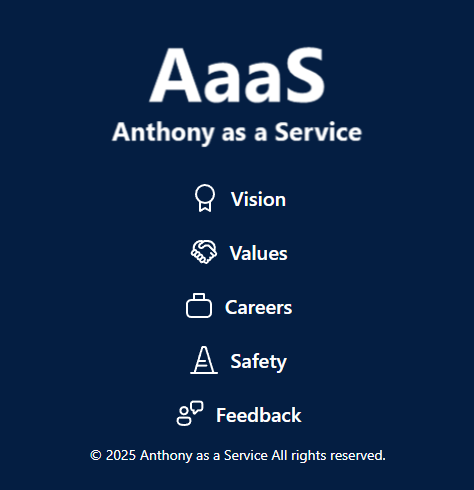 AaaS
Anthony as a Service
Vision
Values
Careers
Safety
Feedback
© 2025 Anthony as a Service All rights reserved.